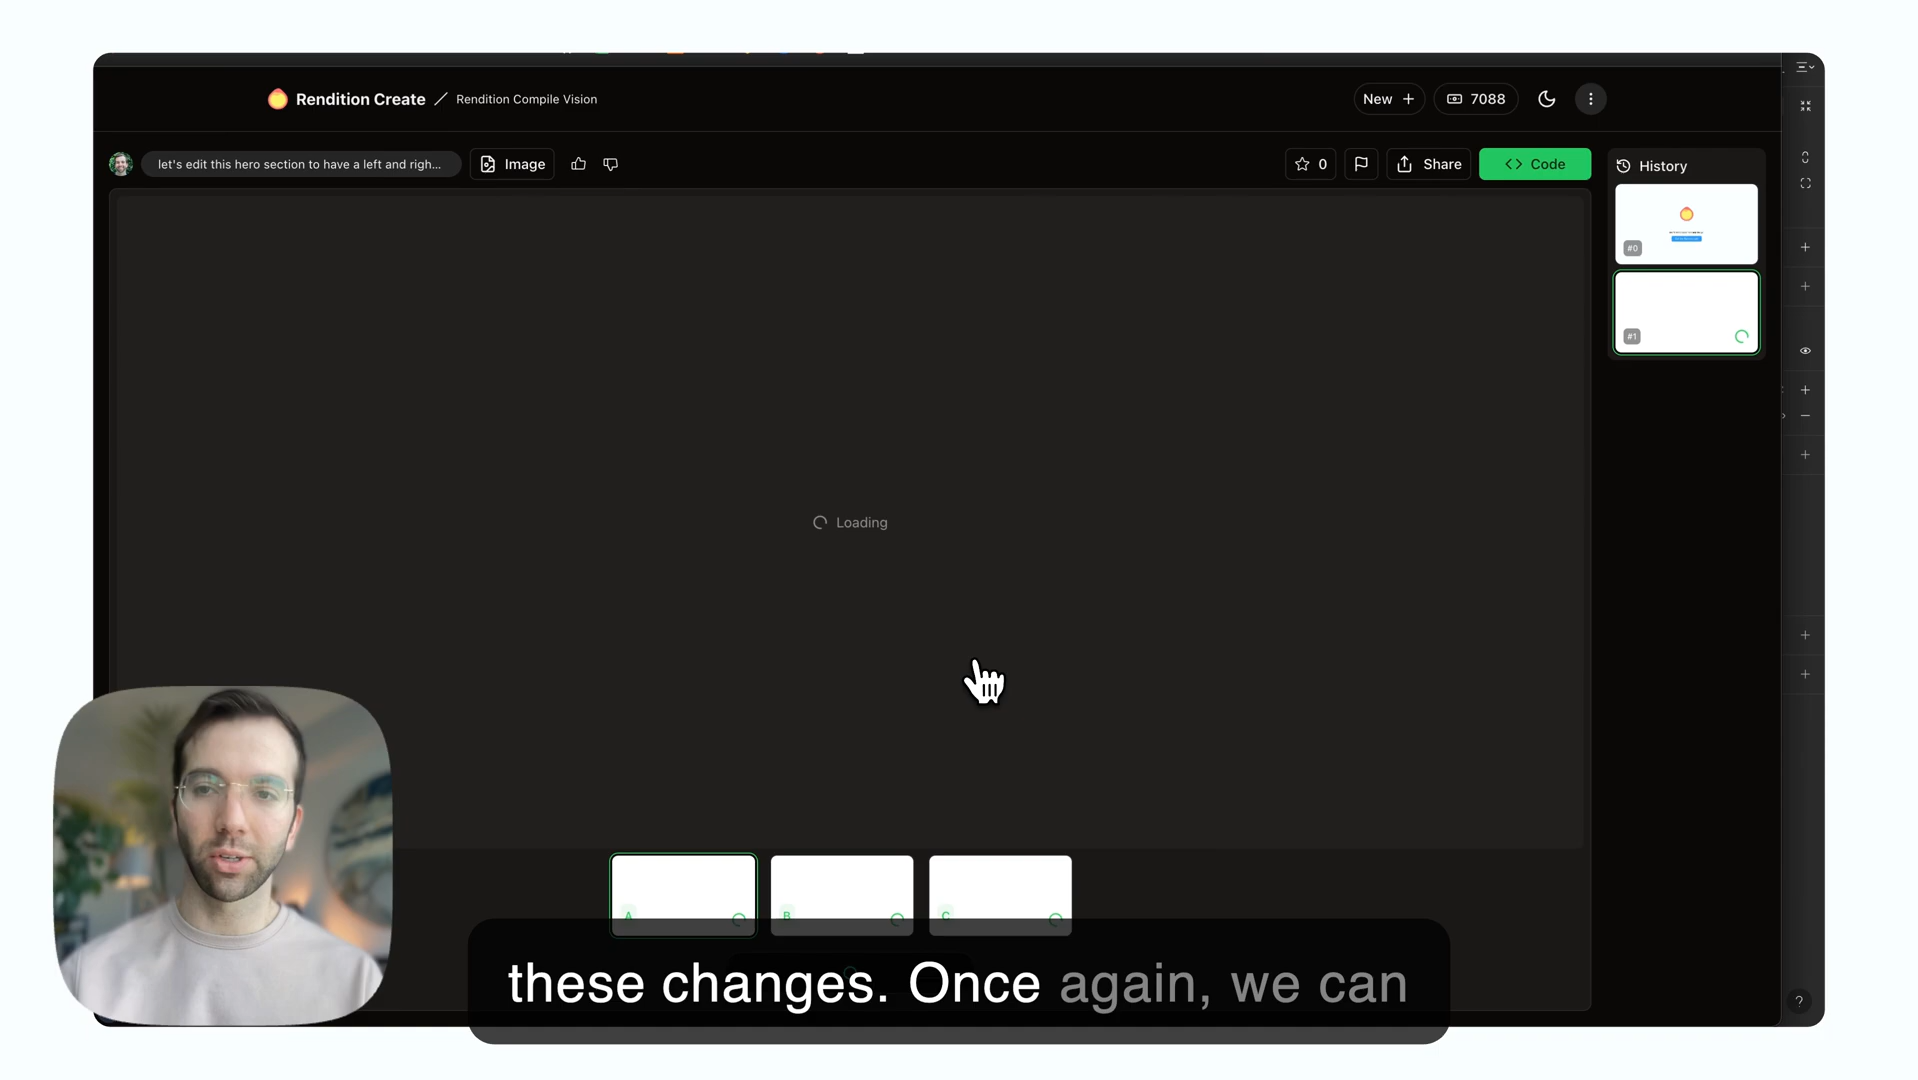 Rendition Create / Rendition Compile Vision
New + 7088
let's edit this hero section to have a left and righ...
Image
0
Share
<> Code
History
#0
#1
Loading
A
B
C
these changes. Once again, we can
?